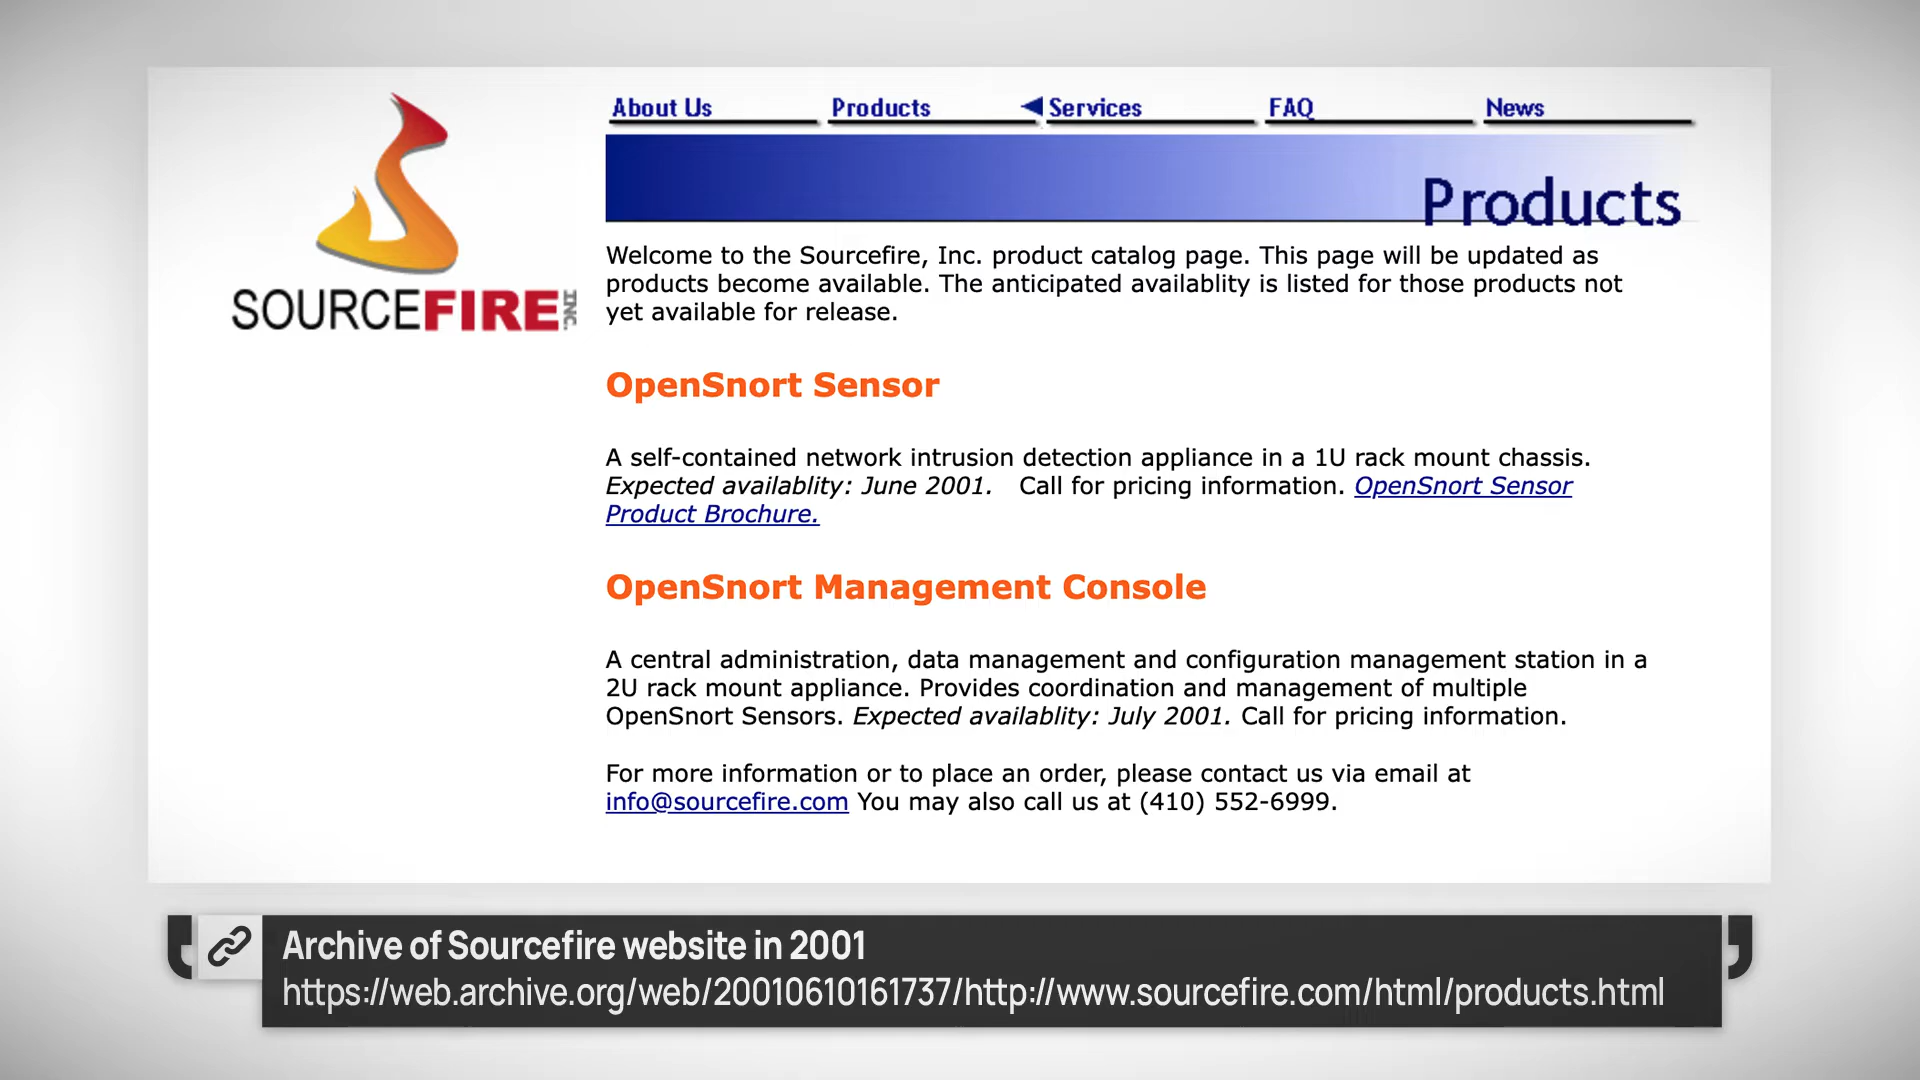 About Us
Products
Services
FAQ
News
Products
SOURCEFIRE INC.
Welcome to the Sourcefire, Inc. product catalog page. This page will be updated as
products become available. The anticipated availablity is listed for those products not
yet available for release.
OpenSnort Sensor
A self-contained network intrusion detection appliance in a 1U rack mount chassis.
Expected availablity: June 2001. Call for pricing information. OpenSnort Sensor
Product Brochure.
OpenSnort Management Console
A central administration, data management and configuration management station in a
2U rack mount appliance. Provides coordination and management of multiple
OpenSnort Sensors. Expected availablity: July 2001. Call for pricing information.
For more information or to place an order, please contact us via email at
info@sourcefire.com You may also call us at (410) 552-6999.
Archive of Sourcefire website in 2001
https://web.archive.org/web/20010610161737/http://www.sourcefire.com/html/products.html